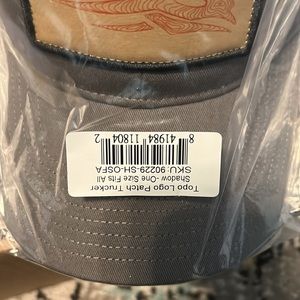 Topo Logo Patch Trucker
Shadow -One Size Fits All
SKU: 90229-SH-OSFA
8 41984 11804 2